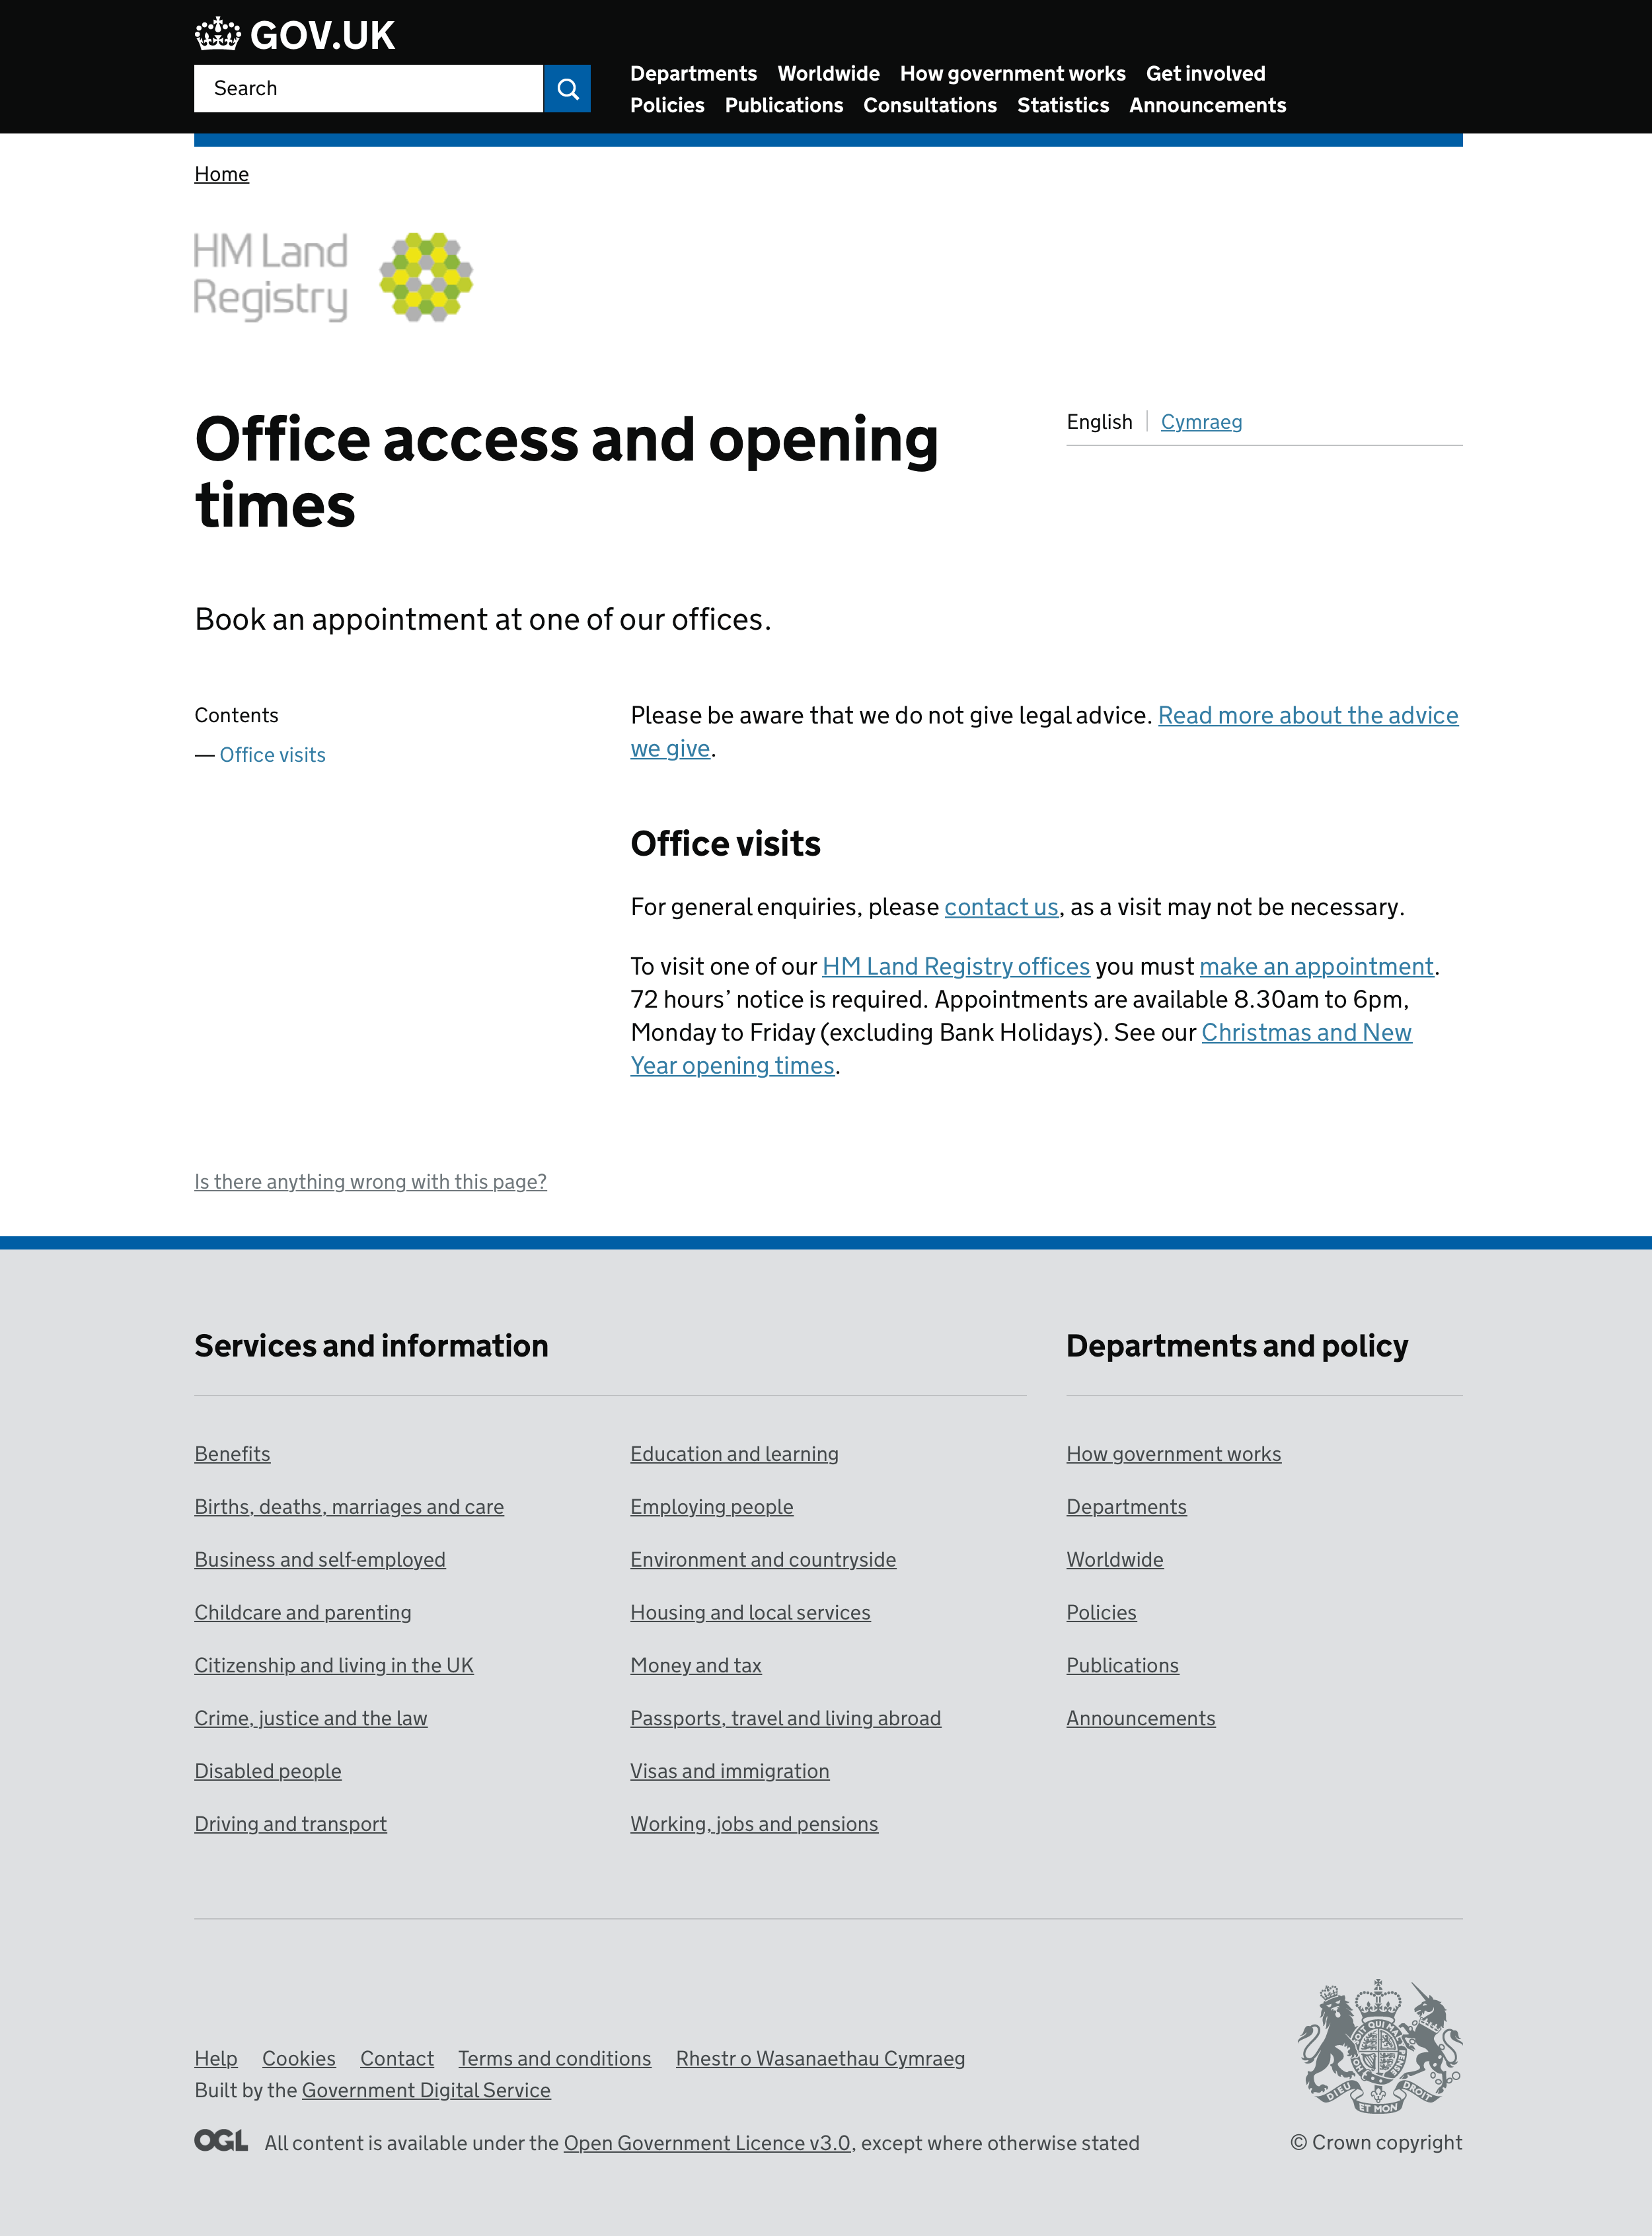 GOV.UK
Search
Departments Worldwide How government works Get involved
Policies Publications Consultations Statistics Announcements
Home
HM Land
Registry
Office access and opening
times
English Cymraeg
Book an appointment at one of our offices.
Contents
— Office visits
Please be aware that we do not give legal advice. Read more about the advice
we give.
Office visits
For general enquiries, please contact us, as a visit may not be necessary.
To visit one of our HM Land Registry offices you must make an appointment.
72 hours’ notice is required. Appointments are available 8.30am to 6pm,
Monday to Friday (excluding Bank Holidays). See our Christmas and New
Year opening times.
Is there anything wrong with this page?
Services and information
Benefits
Births, deaths, marriages and care
Business and self-employed
Childcare and parenting
Citizenship and living in the UK
Crime, justice and the law
Disabled people
Driving and transport
Education and learning
Employing people
Environment and countryside
Housing and local services
Money and tax
Passports, travel and living abroad
Visas and immigration
Working, jobs and pensions
Departments and policy
How government works
Departments
Worldwide
Policies
Publications
Announcements
Help Cookies Contact Terms and conditions Rhestr o Wasanaethau Cymraeg
Built by the Government Digital Service
OGL All content is available under the Open Government Licence v3.0, except where otherwise stated
DIEU ET MON DROIT
© Crown copyright